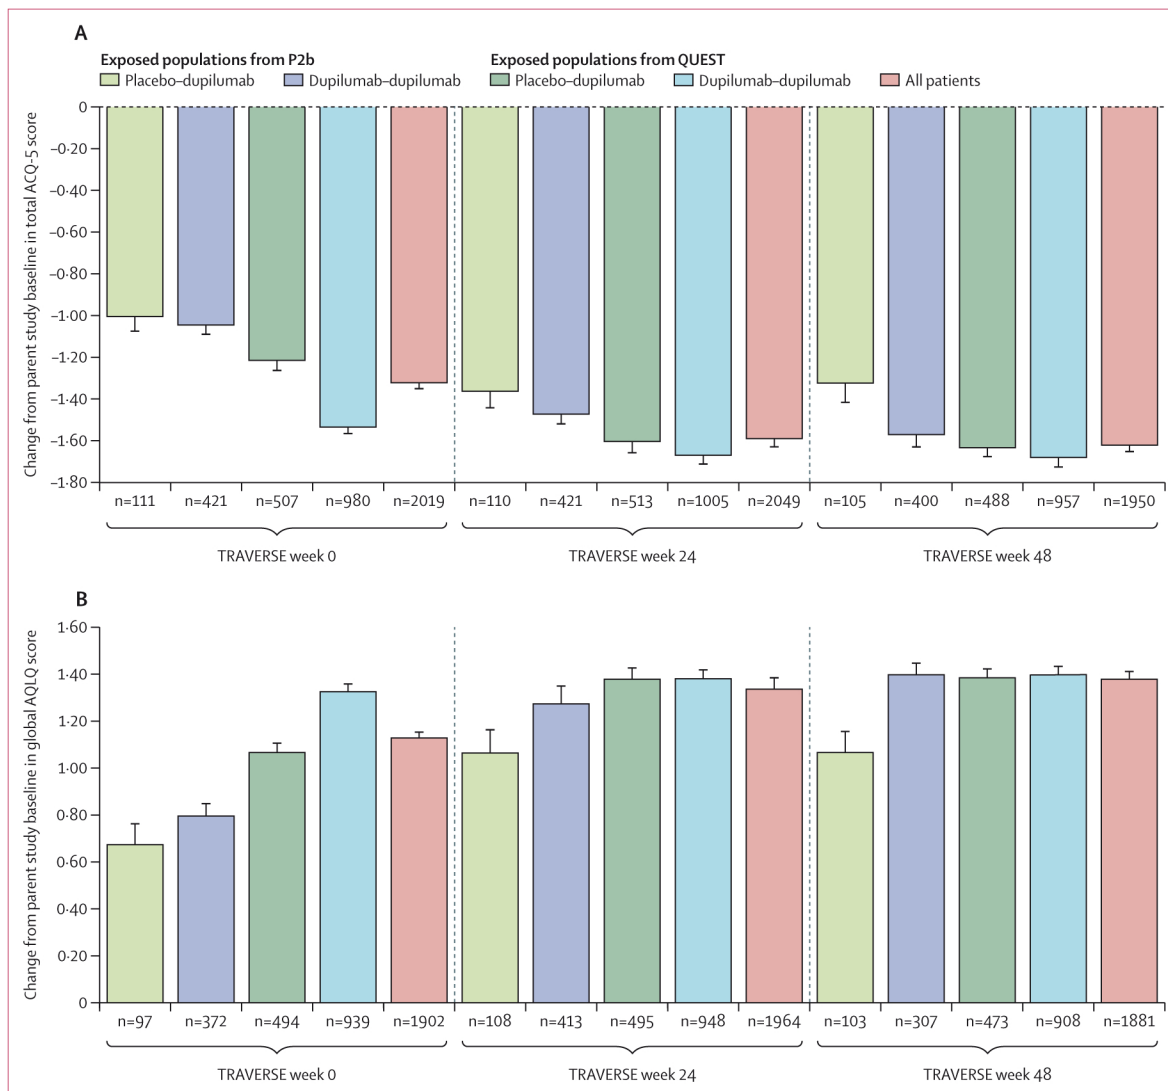 A
Exposed populations from P2b Exposed populations from QUEST
Placebo–dupilumab Dupilumab–dupilumab Placebo–dupilumab Dupilumab–dupilumab All patients
Change from parent study baseline in total ACQ-5 score
0
–0·20
–0·40
–0·60
–0·80
–1·00
–1·20
–1·40
–1·60
–1·80
n=111 n=421 n=507 n=980 n=2019 n=110 n=421 n=513 n=1005 n=2049 n=105 n=400 n=488 n=957 n=1950
TRAVERSE week 0 TRAVERSE week 24 TRAVERSE week 48
B
Change from parent study baseline in global AQLQ score
1·60
1·40
1·20
1·00
0·80
0·60
0·40
0·20
0
n=97 n=372 n=494 n=939 n=1902 n=108 n=413 n=495 n=948 n=1964 n=103 n=307 n=473 n=908 n=1881
TRAVERSE week 0 TRAVERSE week 24 TRAVERSE week 48